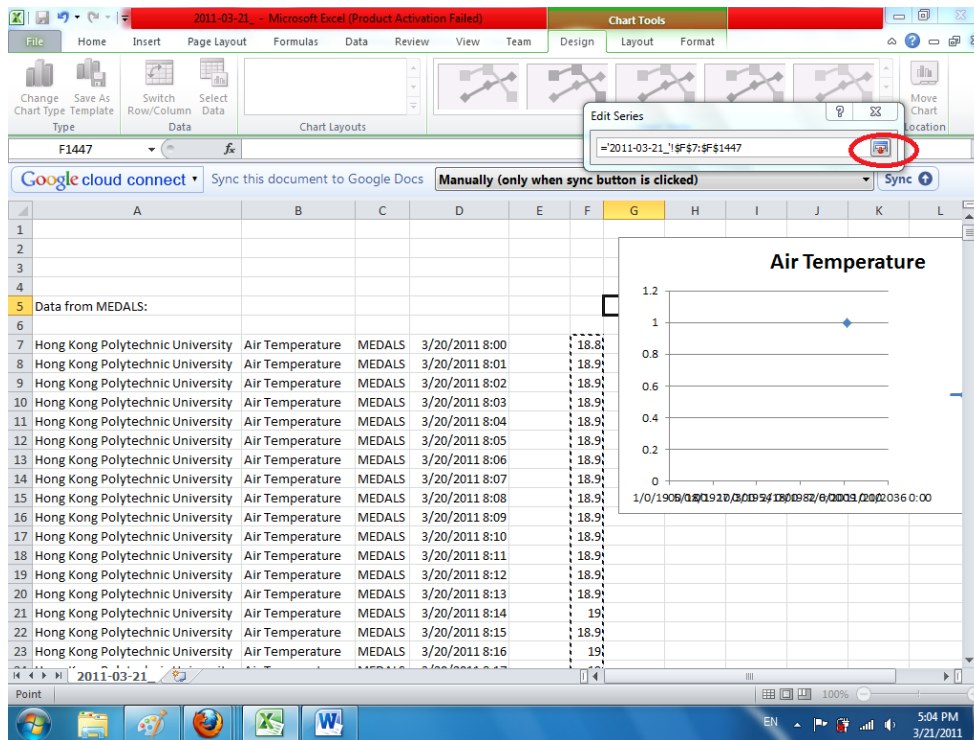 2011-03-21_ - Microsoft Excel (Product Activation Failed)
Chart Tools
File Home Insert Page Layout Formulas Data Review View Team Design Layout Format
Change Chart Type
Save As Template
Switch Row/Column
Select Data
Move Chart
Type Data Chart Layouts Location
Edit Series
='2011-03-21_'!$F$7:$F$1447
F1447 fx
Google cloud connect Sync this document to Google Docs Manually (only when sync button is clicked) Sync
A B C D E F G H I J K L
1
2
3
4
5 Data from MEDALS:
6
7 Hong Kong Polytechnic University Air Temperature MEDALS 3/20/2011 8:00 18.8
8 Hong Kong Polytechnic University Air Temperature MEDALS 3/20/2011 8:01 18.9
9 Hong Kong Polytechnic University Air Temperature MEDALS 3/20/2011 8:02 18.9
10 Hong Kong Polytechnic University Air Temperature MEDALS 3/20/2011 8:03 18.9
11 Hong Kong Polytechnic University Air Temperature MEDALS 3/20/2011 8:04 18.9
12 Hong Kong Polytechnic University Air Temperature MEDALS 3/20/2011 8:05 18.9
13 Hong Kong Polytechnic University Air Temperature MEDALS 3/20/2011 8:06 18.9
14 Hong Kong Polytechnic University Air Temperature MEDALS 3/20/2011 8:07 18.9
15 Hong Kong Polytechnic University Air Temperature MEDALS 3/20/2011 8:08 18.9
16 Hong Kong Polytechnic University Air Temperature MEDALS 3/20/2011 8:09 18.9
17 Hong Kong Polytechnic University Air Temperature MEDALS 3/20/2011 8:10 18.9
18 Hong Kong Polytechnic University Air Temperature MEDALS 3/20/2011 8:11 18.9
19 Hong Kong Polytechnic University Air Temperature MEDALS 3/20/2011 8:12 18.9
20 Hong Kong Polytechnic University Air Temperature MEDALS 3/20/2011 8:13 18.9
21 Hong Kong Polytechnic University Air Temperature MEDALS 3/20/2011 8:14 19
22 Hong Kong Polytechnic University Air Temperature MEDALS 3/20/2011 8:15 18.9
23 Hong Kong Polytechnic University Air Temperature MEDALS 3/20/2011 8:16 19
Air Temperature
1.2
1
0.8
0.6
0.4
0.2
0
2011-03-21_
Point 100%
EN 5:04 PM
3/21/2011